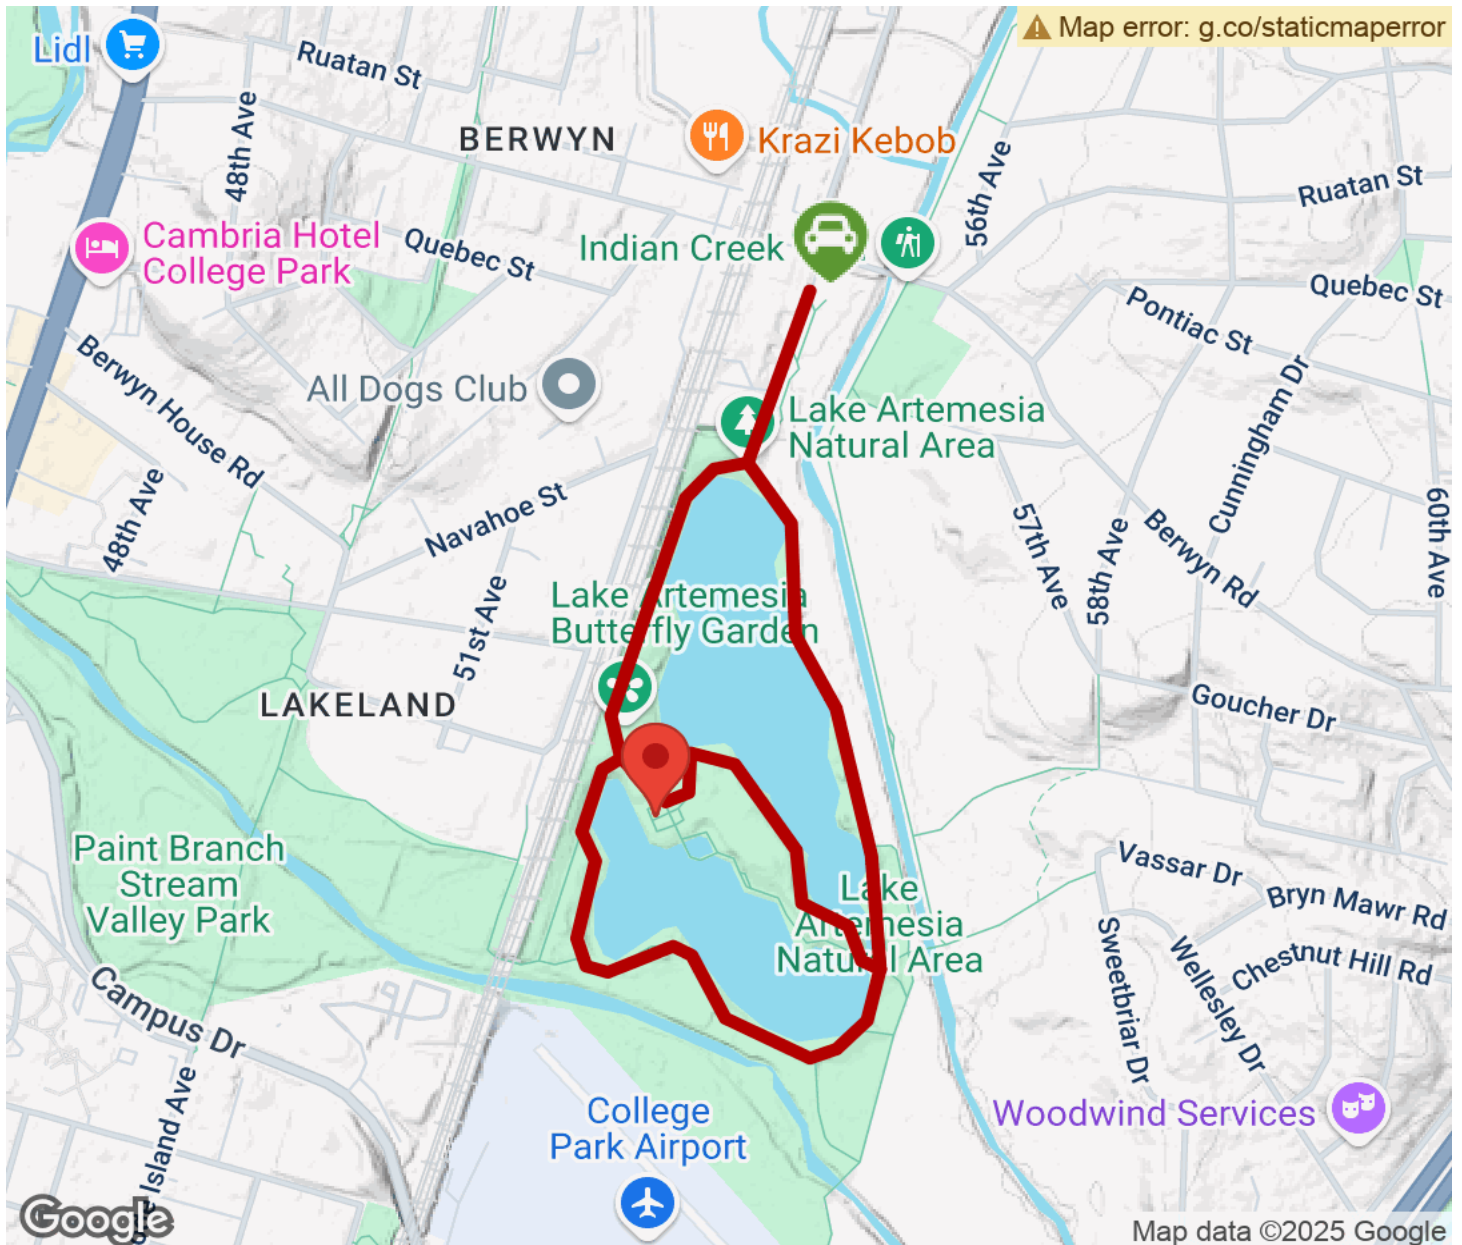 Map error: g.co/staticmaperror
Lidl
Ruatan St
48th Ave
BERWYN
Krazi Kebob
56th Ave
Ruatan St
Cambria Hotel
College Park
Quebec St
Indian Creek
Quebec St
Pontiac St
Berwyn House Rd
All Dogs Club
Lake Artemesia
Natural Area
Cunningham Dr
48th Ave
Navahoe St
57th Ave
58th Ave
Berwyn Rd
60th Ave
51st Ave
Lake Artemesia
Butterfly Garden
LAKELAND
Goucher Dr
Paint Branch
Stream
Valley Park
Lake
Artemesia
Natural Area
Vassar Dr
Bryn Mawr Rd
Sweetbriar Dr
Wellesley Dr
Chestnut Hill Rd
Campus Dr
Island Ave
College
Park Airport
Woodwind Services
Google
Map data ©2025 Google